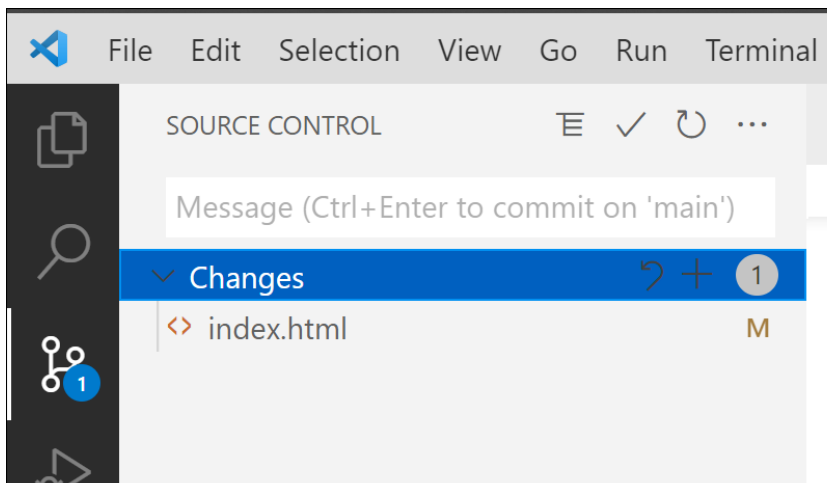 File Edit Selection View Go Run Terminal
SOURCE CONTROL
Message (Ctrl+Enter to commit on 'main')
Changes 1
index.html M
1